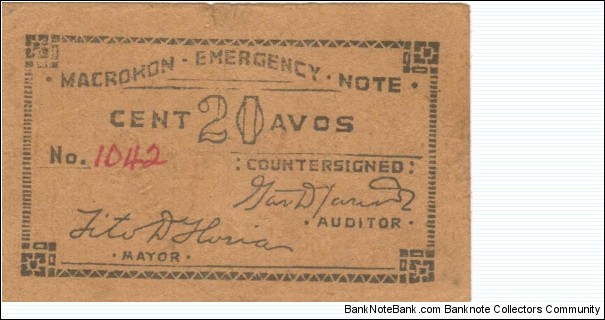 · MACROHON · EMERGENCY · NOTE ·
CENT 20 AVOS
No. 1042
: COUNTERSIGNED:
· AUDITOR ·
· MAYOR ·
BankNoteBank.com - Banknote Collectors Community